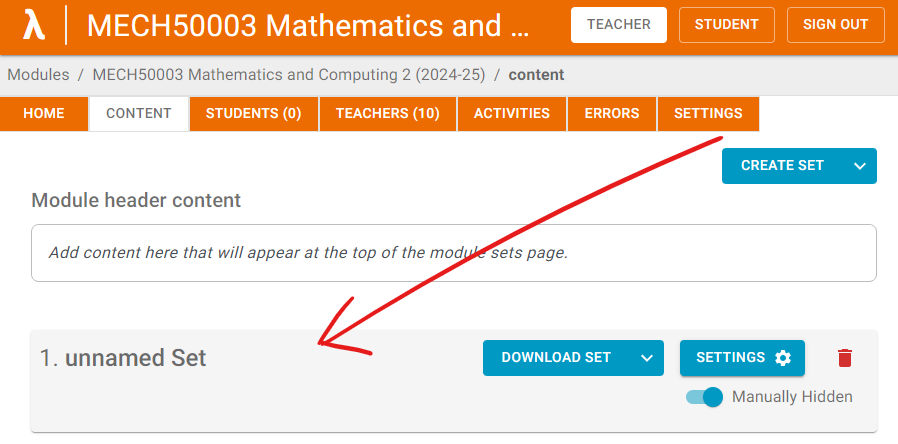 λ MECH50003 Mathematics and ... TEACHER STUDENT SIGN OUT
Modules / MECH50003 Mathematics and Computing 2 (2024-25) / content
HOME CONTENT STUDENTS (0) TEACHERS (10) ACTIVITIES ERRORS SETTINGS
CREATE SET
Module header content
Add content here that will appear at the top of the module sets page.
1. unnamed Set DOWNLOAD SET SETTINGS
Manually Hidden